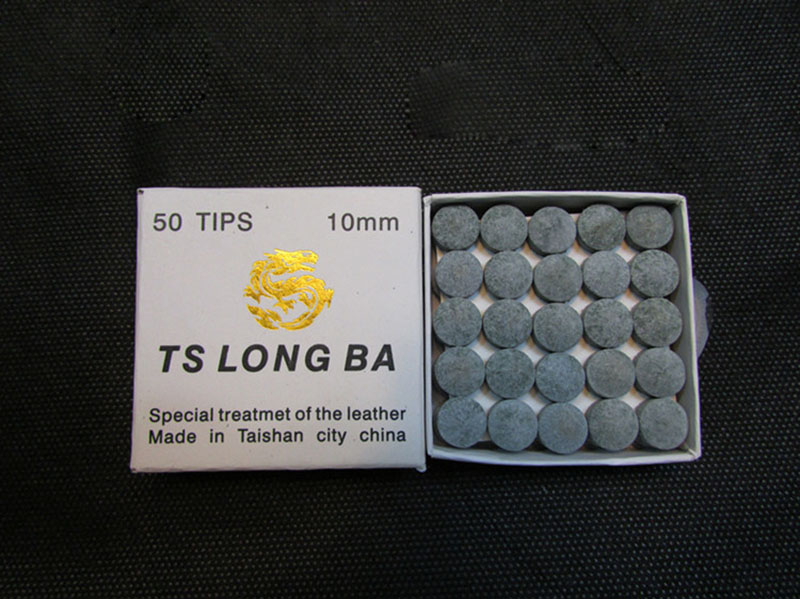 50 TIPS 10mm
TS LONG BA
Special treatmet of the leather
Made in Taishan city china